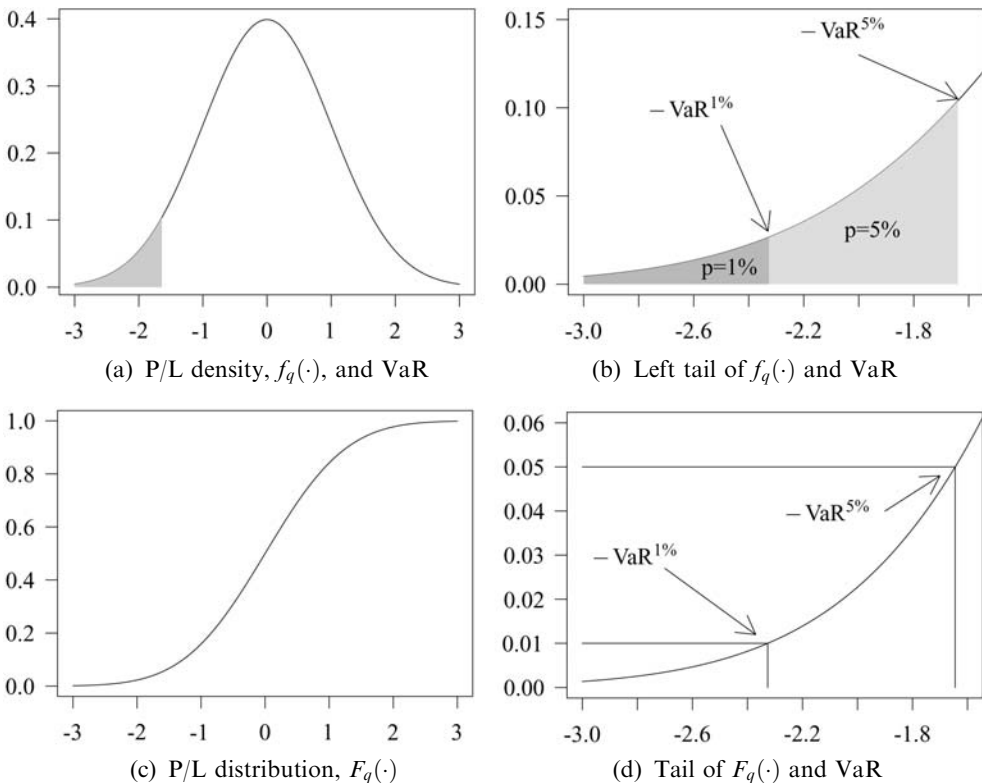 0.4
0.3
0.2
0.1
0.0
-3 -2 -1 0 1 2 3
(a) P/L density, f_q(·), and VaR
0.15
0.10
0.05
0.00
− VaR^5%
− VaR^1%
p=5%
p=1%
-3.0 -2.6 -2.2 -1.8
(b) Left tail of f_q(·) and VaR
1.0
0.8
0.6
0.4
0.2
0.0
-3 -2 -1 0 1 2 3
(c) P/L distribution, F_q(·)
0.06
0.05
0.04
0.03
0.02
0.01
0.00
− VaR^5%
− VaR^1%
-3.0 -2.6 -2.2 -1.8
(d) Tail of F_q(·) and VaR